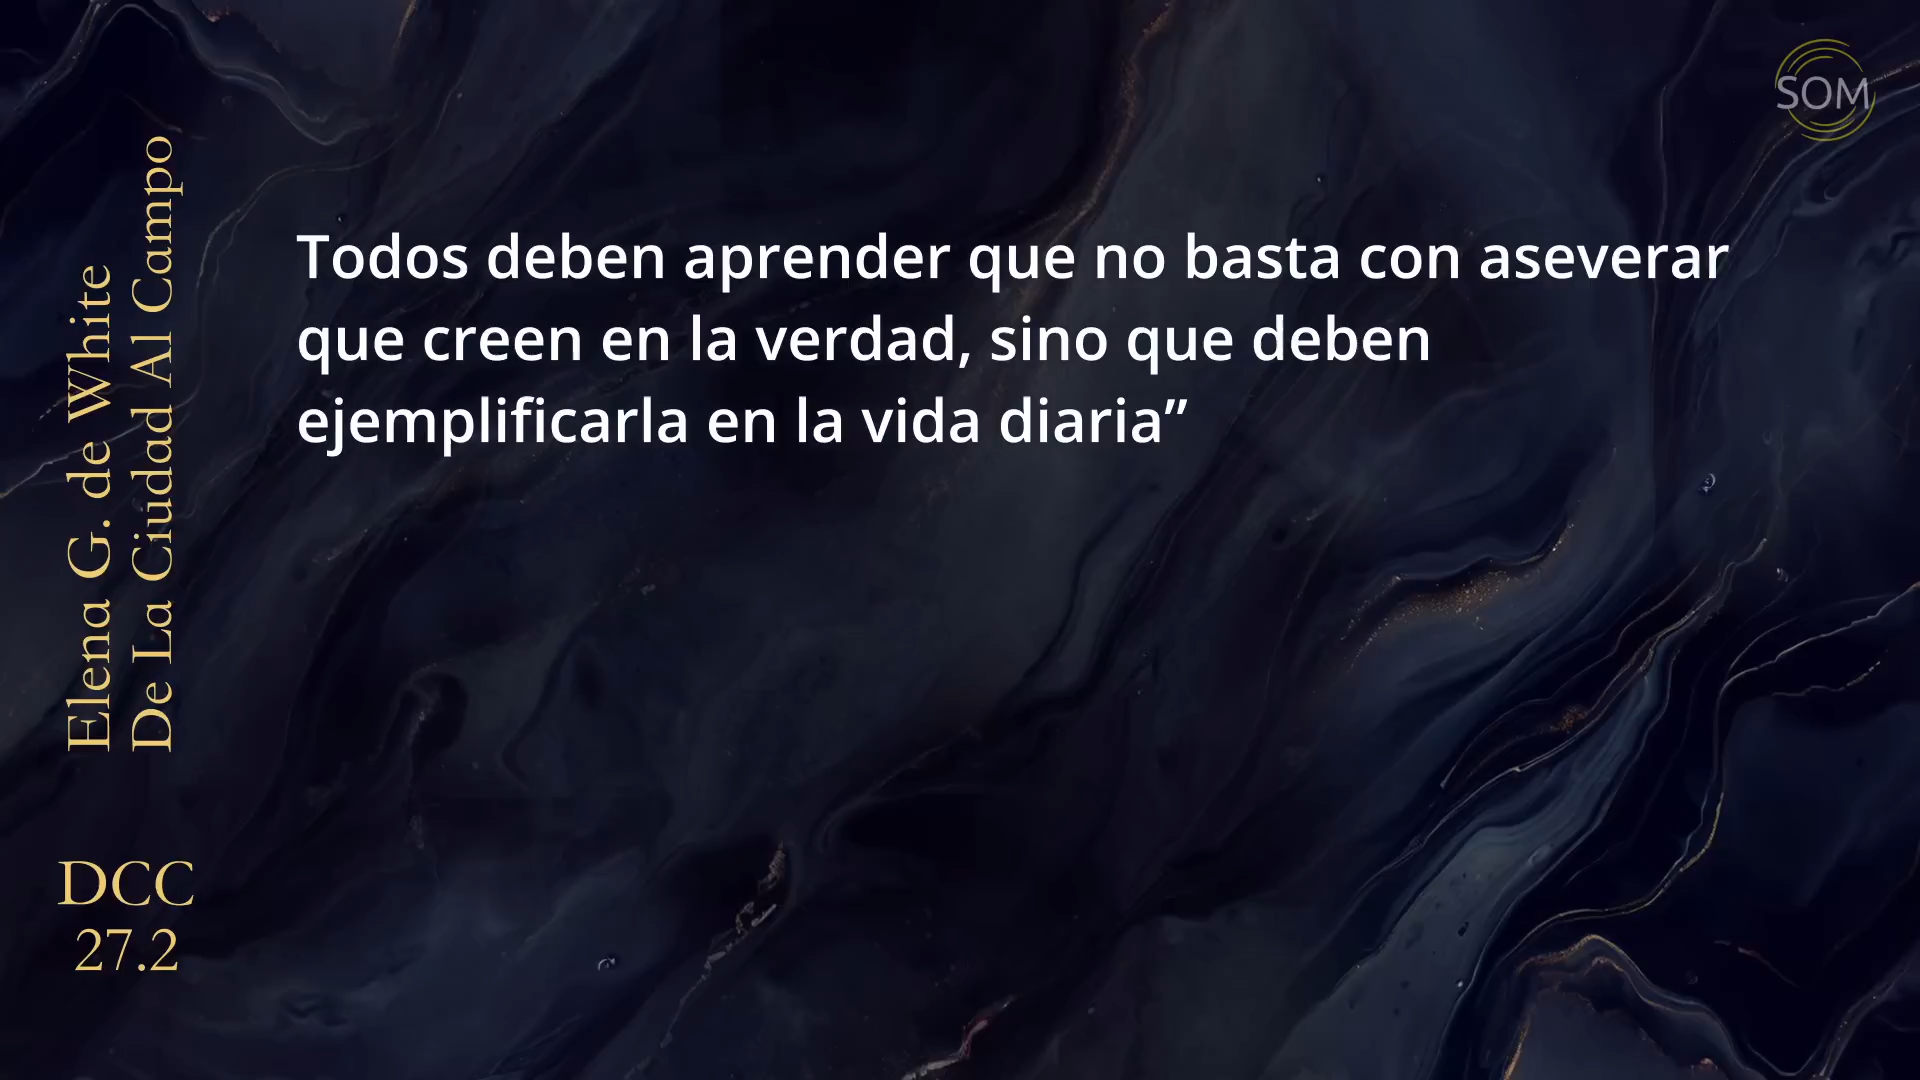 Elena G. de White
De La Ciudad Al Campo
DCC
27.2
Todos deben aprender que no basta con aseverar
que creen en la verdad, sino que deben
ejemplificarla en la vida diaria”
SOM